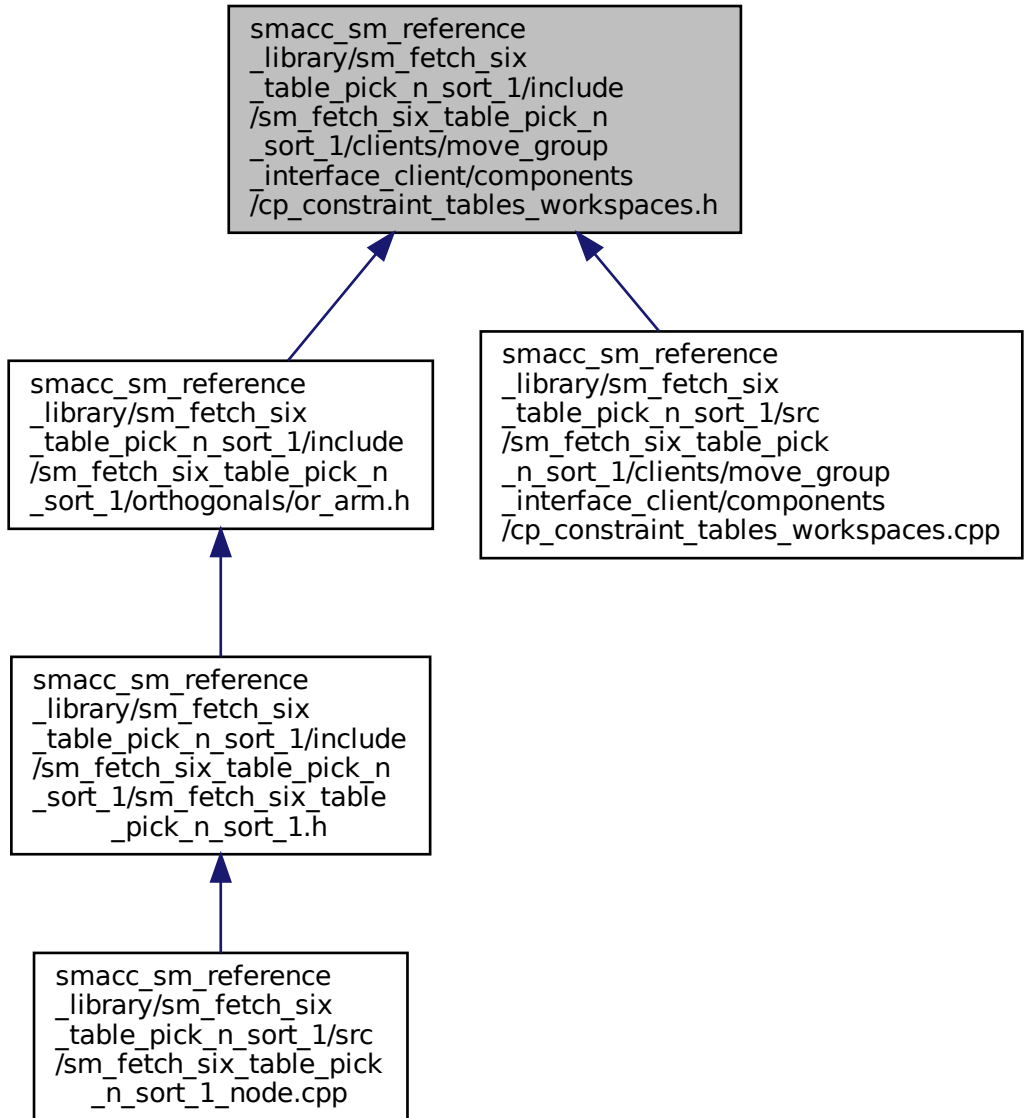 smacc_sm_reference
_library/sm_fetch_six
_table_pick_n_sort_1/include
/sm_fetch_six_table_pick_n
_sort_1/clients/move_group
_interface_client/components
/cp_constraint_tables_workspaces.h
smacc_sm_reference
_library/sm_fetch_six
_table_pick_n_sort_1/include
/sm_fetch_six_table_pick_n
_sort_1/orthogonals/or_arm.h
smacc_sm_reference
_library/sm_fetch_six
_table_pick_n_sort_1/src
/sm_fetch_six_table_pick
_n_sort_1/clients/move_group
_interface_client/components
/cp_constraint_tables_workspaces.cpp
smacc_sm_reference
_library/sm_fetch_six
_table_pick_n_sort_1/include
/sm_fetch_six_table_pick_n
_sort_1/sm_fetch_six_table
_pick_n_sort_1.h
smacc_sm_reference
_library/sm_fetch_six
_table_pick_n_sort_1/src
/sm_fetch_six_table_pick
_n_sort_1_node.cpp